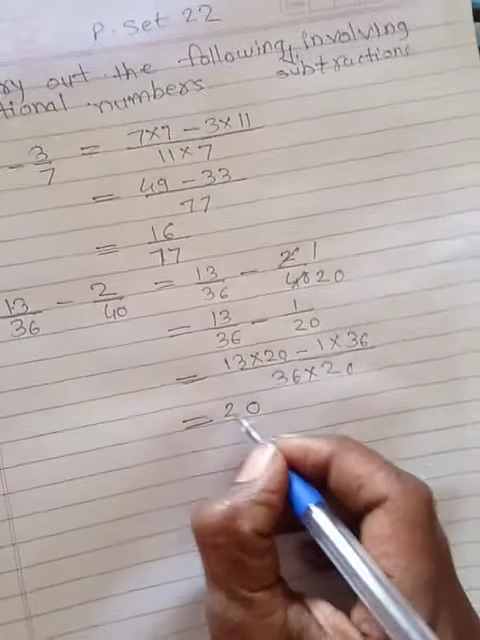 P. Set 22
ry out the following involving
tional numbers subtractions
- 3/7 = 7×7 - 3×11 / 11×7
= 49 - 33 / 77
= 16/77
13/36 - 2/40 = 13/36 - 2 1 / 40 20
= 13/36 - 1/20
= 13×20 - 1×36 / 36×20
= 20